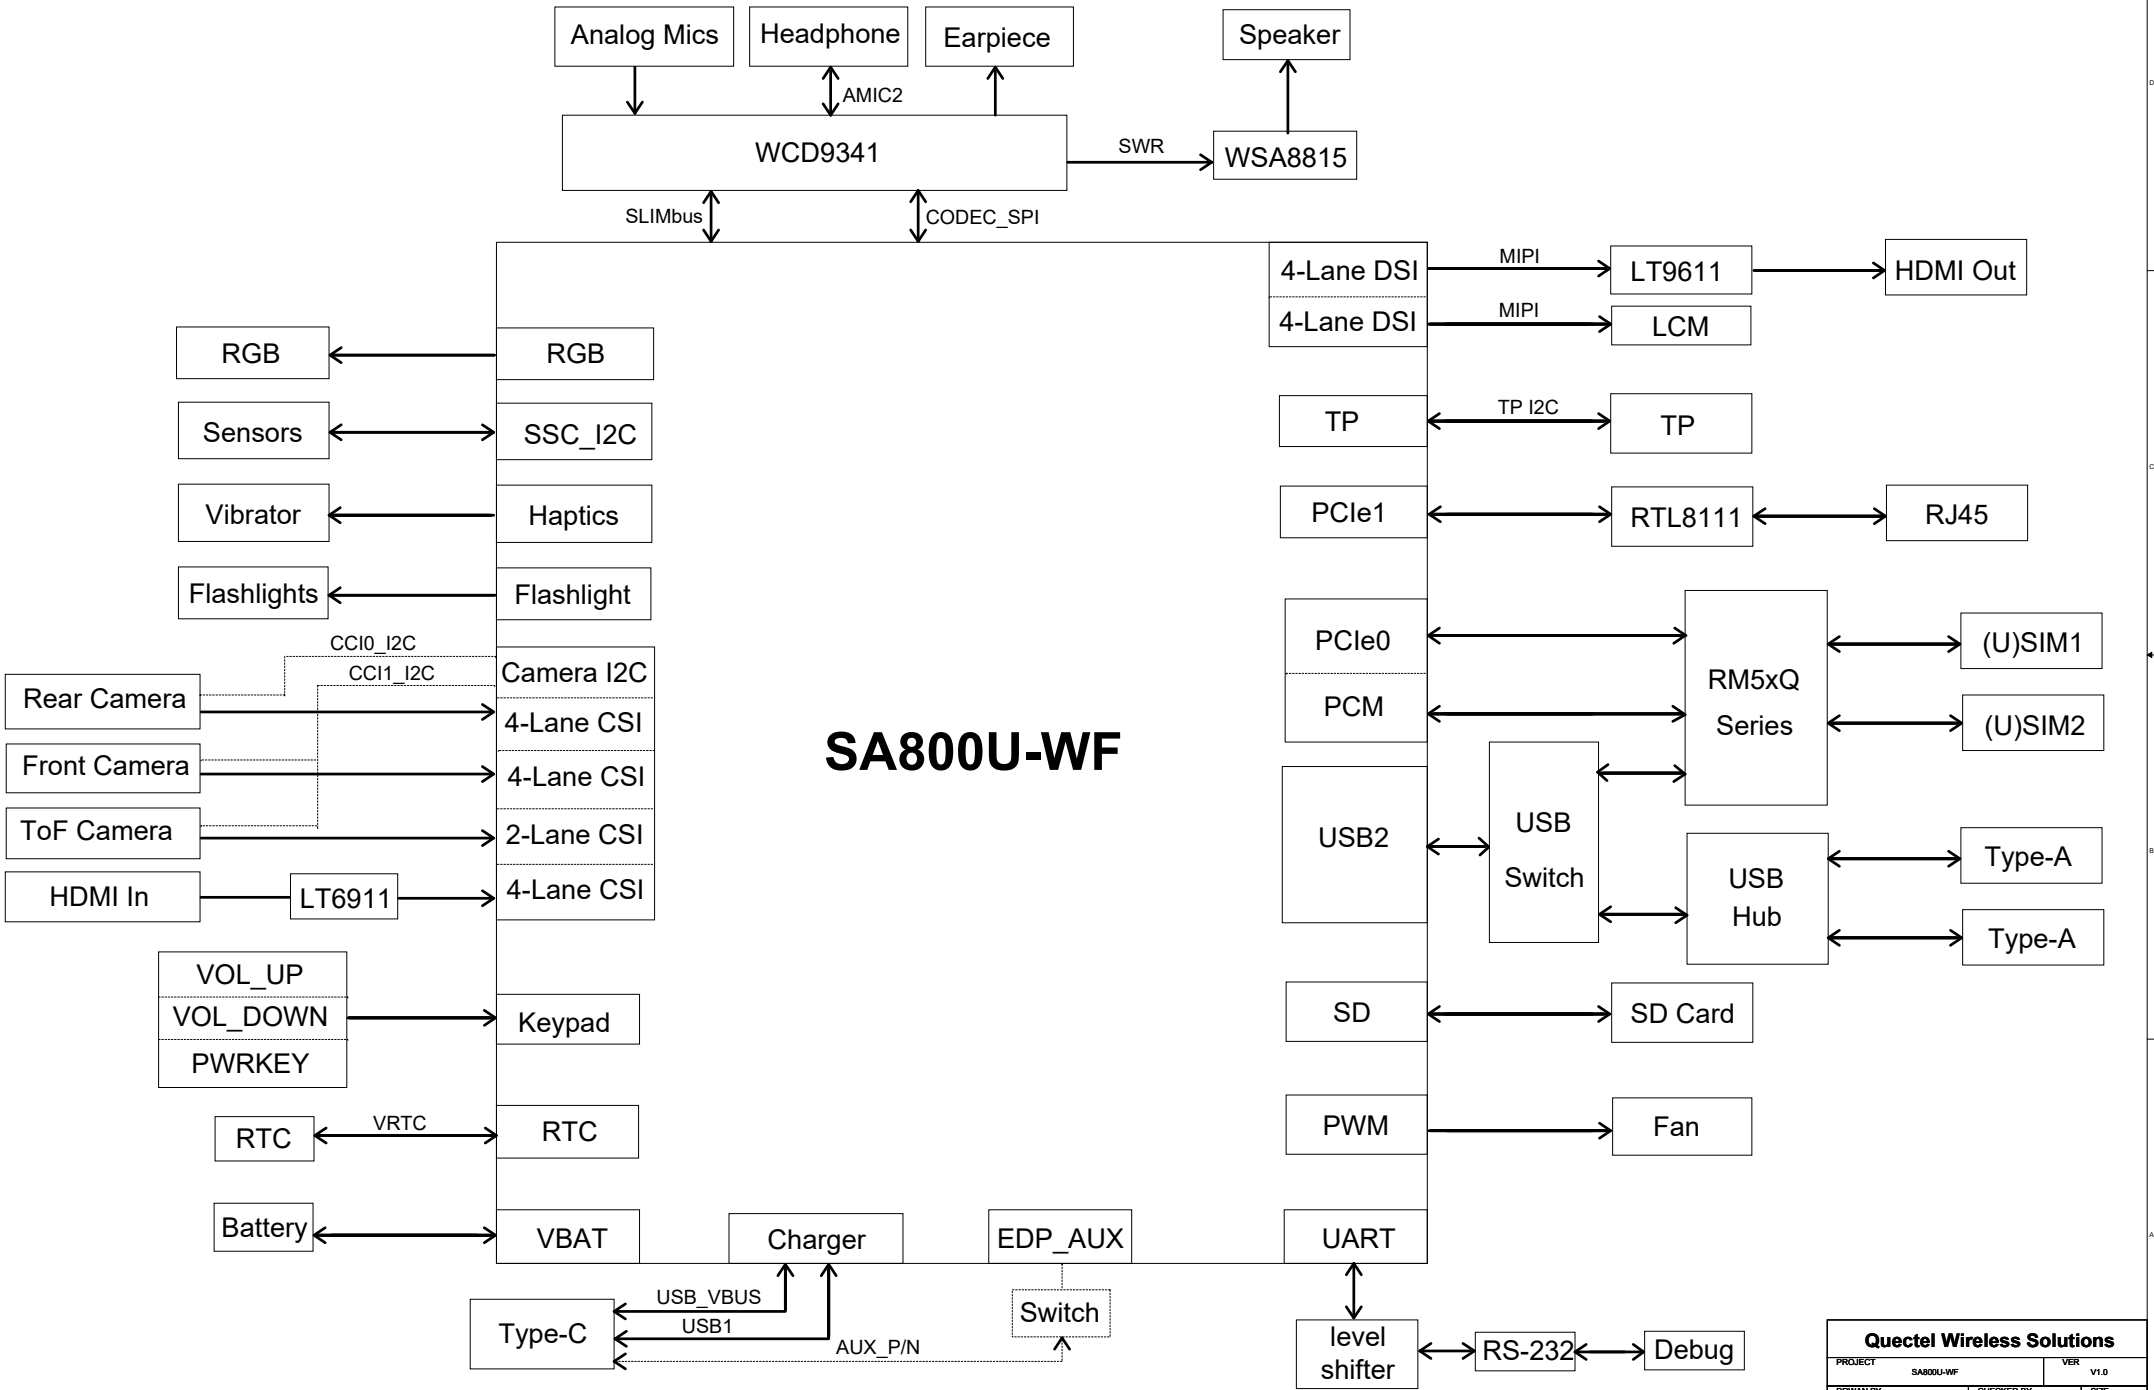 Analog Mics
Headphone
Earpiece
Speaker
AMIC2
WCD9341
SWR
WSA8815
SLIMbus
CODEC_SPI
4-Lane DSI
MIPI
LT9611
HDMI Out
4-Lane DSI
MIPI
LCM
RGB
RGB
TP
TP I2C
TP
Sensors
SSC_I2C
Vibrator
Haptics
PCIe1
RTL8111
RJ45
Flashlights
Flashlight
CCI0_I2C
CCI1_I2C
Camera I2C
Rear Camera
4-Lane CSI
Front Camera
4-Lane CSI
ToF Camera
2-Lane CSI
HDMI In
LT6911
4-Lane CSI
SA800U-WF
PCIe0
PCM
RM5xQ
Series
(U)SIM1
(U)SIM2
USB2
USB
Switch
USB
Hub
Type-A
Type-A
VOL_UP
VOL_DOWN
PWRKEY
Keypad
SD
SD Card
RTC
VRTC
RTC
PWM
Fan
Battery
VBAT
Charger
EDP_AUX
UART
Type-C
USB_VBUS
USB1
AUX_P/N
Switch
level
shifter
RS-232
Debug
D
C
B
A
Quectel Wireless Solutions
PROJECT
SA800U-WF
VER
V1.0